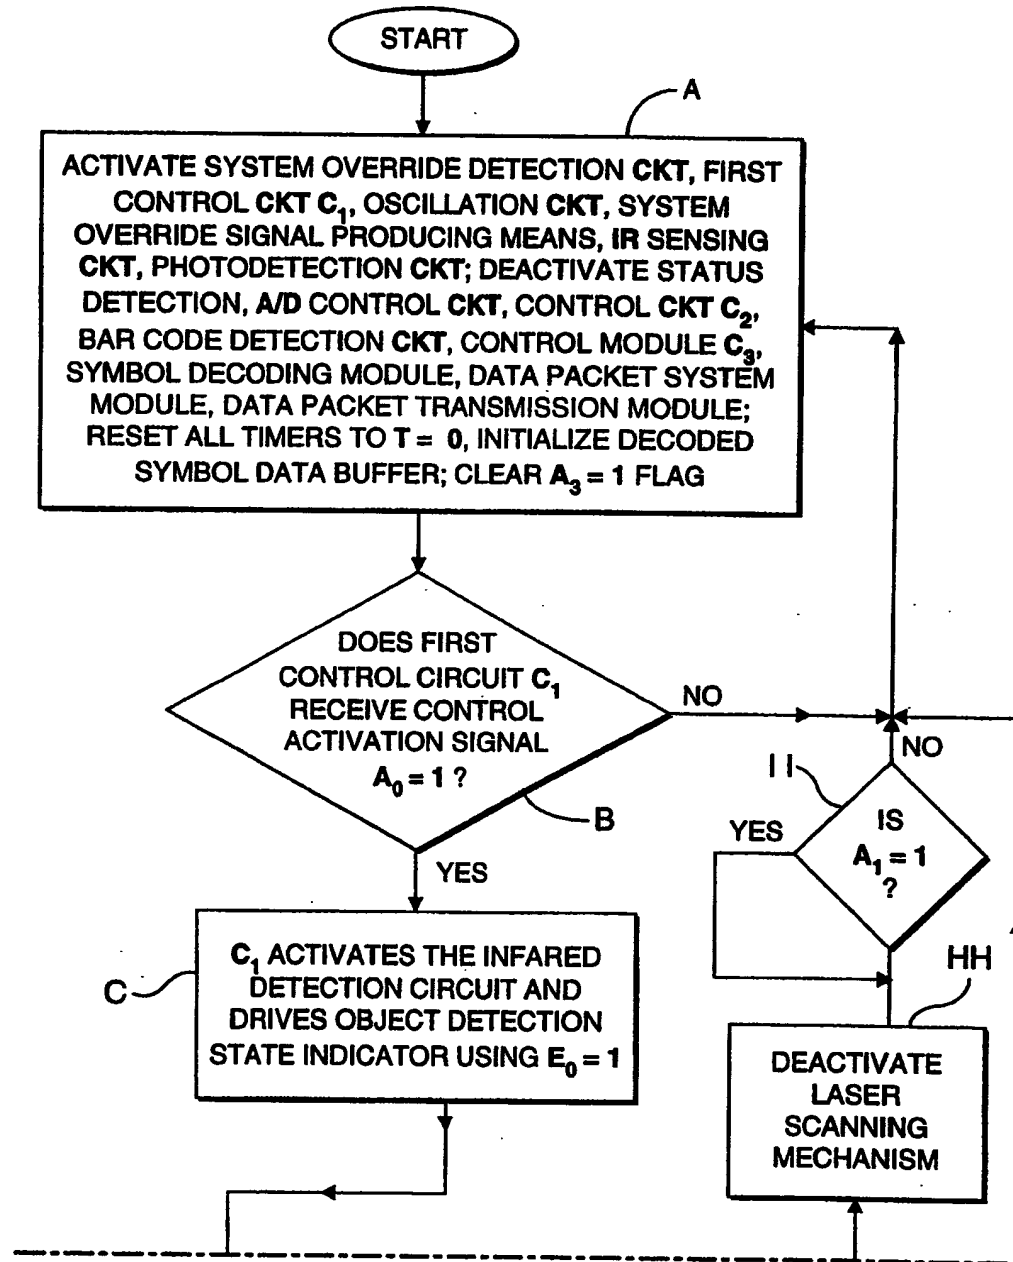 START
A
ACTIVATE SYSTEM OVERRIDE DETECTION CKT, FIRST
CONTROL CKT C1, OSCILLATION CKT, SYSTEM
OVERRIDE SIGNAL PRODUCING MEANS, IR SENSING
CKT, PHOTODETECTION CKT; DEACTIVATE STATUS
DETECTION, A/D CONTROL CKT, CONTROL CKT C2,
BAR CODE DETECTION CKT, CONTROL MODULE C3,
SYMBOL DECODING MODULE, DATA PACKET SYSTEM
MODULE, DATA PACKET TRANSMISSION MODULE;
RESET ALL TIMERS TO T = 0, INITIALIZE DECODED
SYMBOL DATA BUFFER; CLEAR A3 = 1 FLAG
DOES FIRST
CONTROL CIRCUIT C1
RECEIVE CONTROL
ACTIVATION SIGNAL
A0 = 1 ?
NO
B
YES
C
C1 ACTIVATES THE INFARED
DETECTION CIRCUIT AND
DRIVES OBJECT DETECTION
STATE INDICATOR USING E0 = 1
NO
II
YES
IS
A1 = 1
?
HH
DEACTIVATE
LASER
SCANNING
MECHANISM